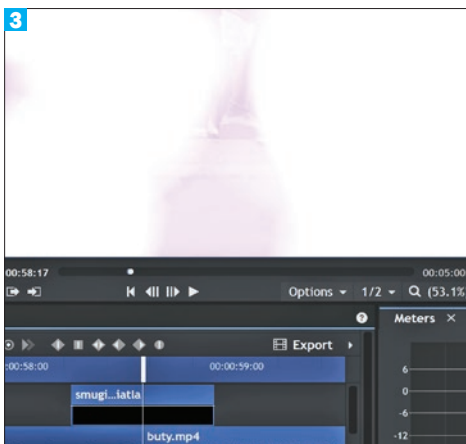 3
00:58:17
00:05:00
Options
1/2
(53.1%
Export
Meters
:00:58:00
00:00:59:00
smugi...iatla
buty.mp4
6
0
-6
-12